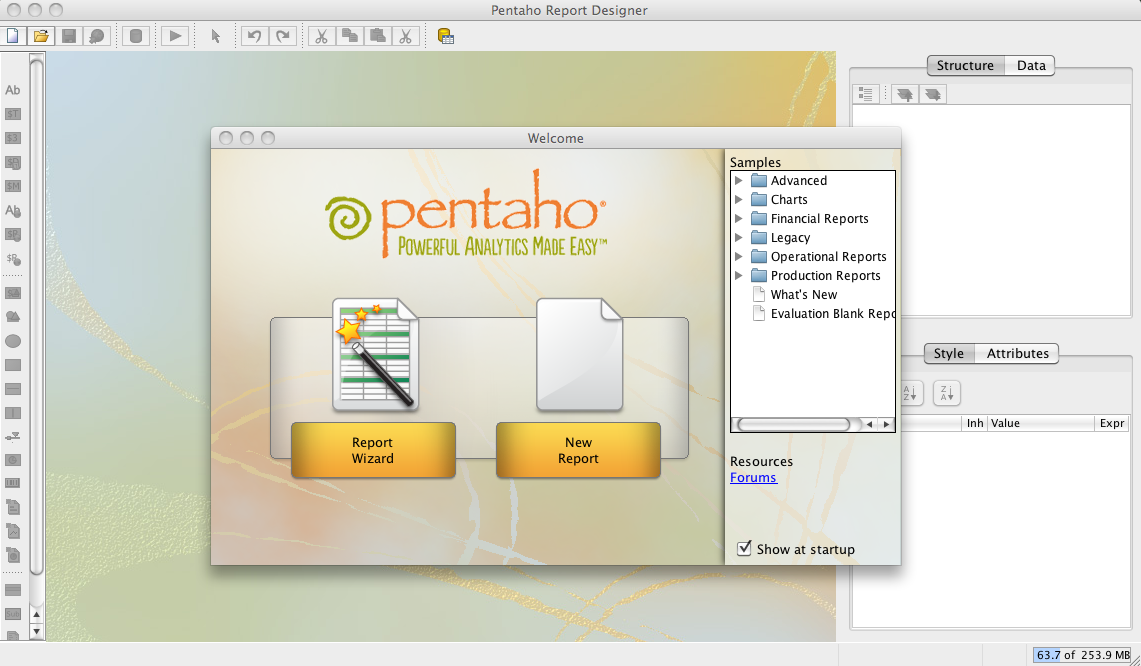 Pentaho Report Designer
Structure
Data
Ab
Welcome
pentaho®
POWERFUL ANALYTICS MADE EASY™
Report
Wizard
New
Report
Samples
Advanced
Charts
Financial Reports
Legacy
Operational Reports
Production Reports
What's New
Evaluation Blank Repo
Resources
Forums
Show at startup
Style
Attributes
A
Z
Z
A
Inh
Value
Expr
63.7 of 253.9 MB